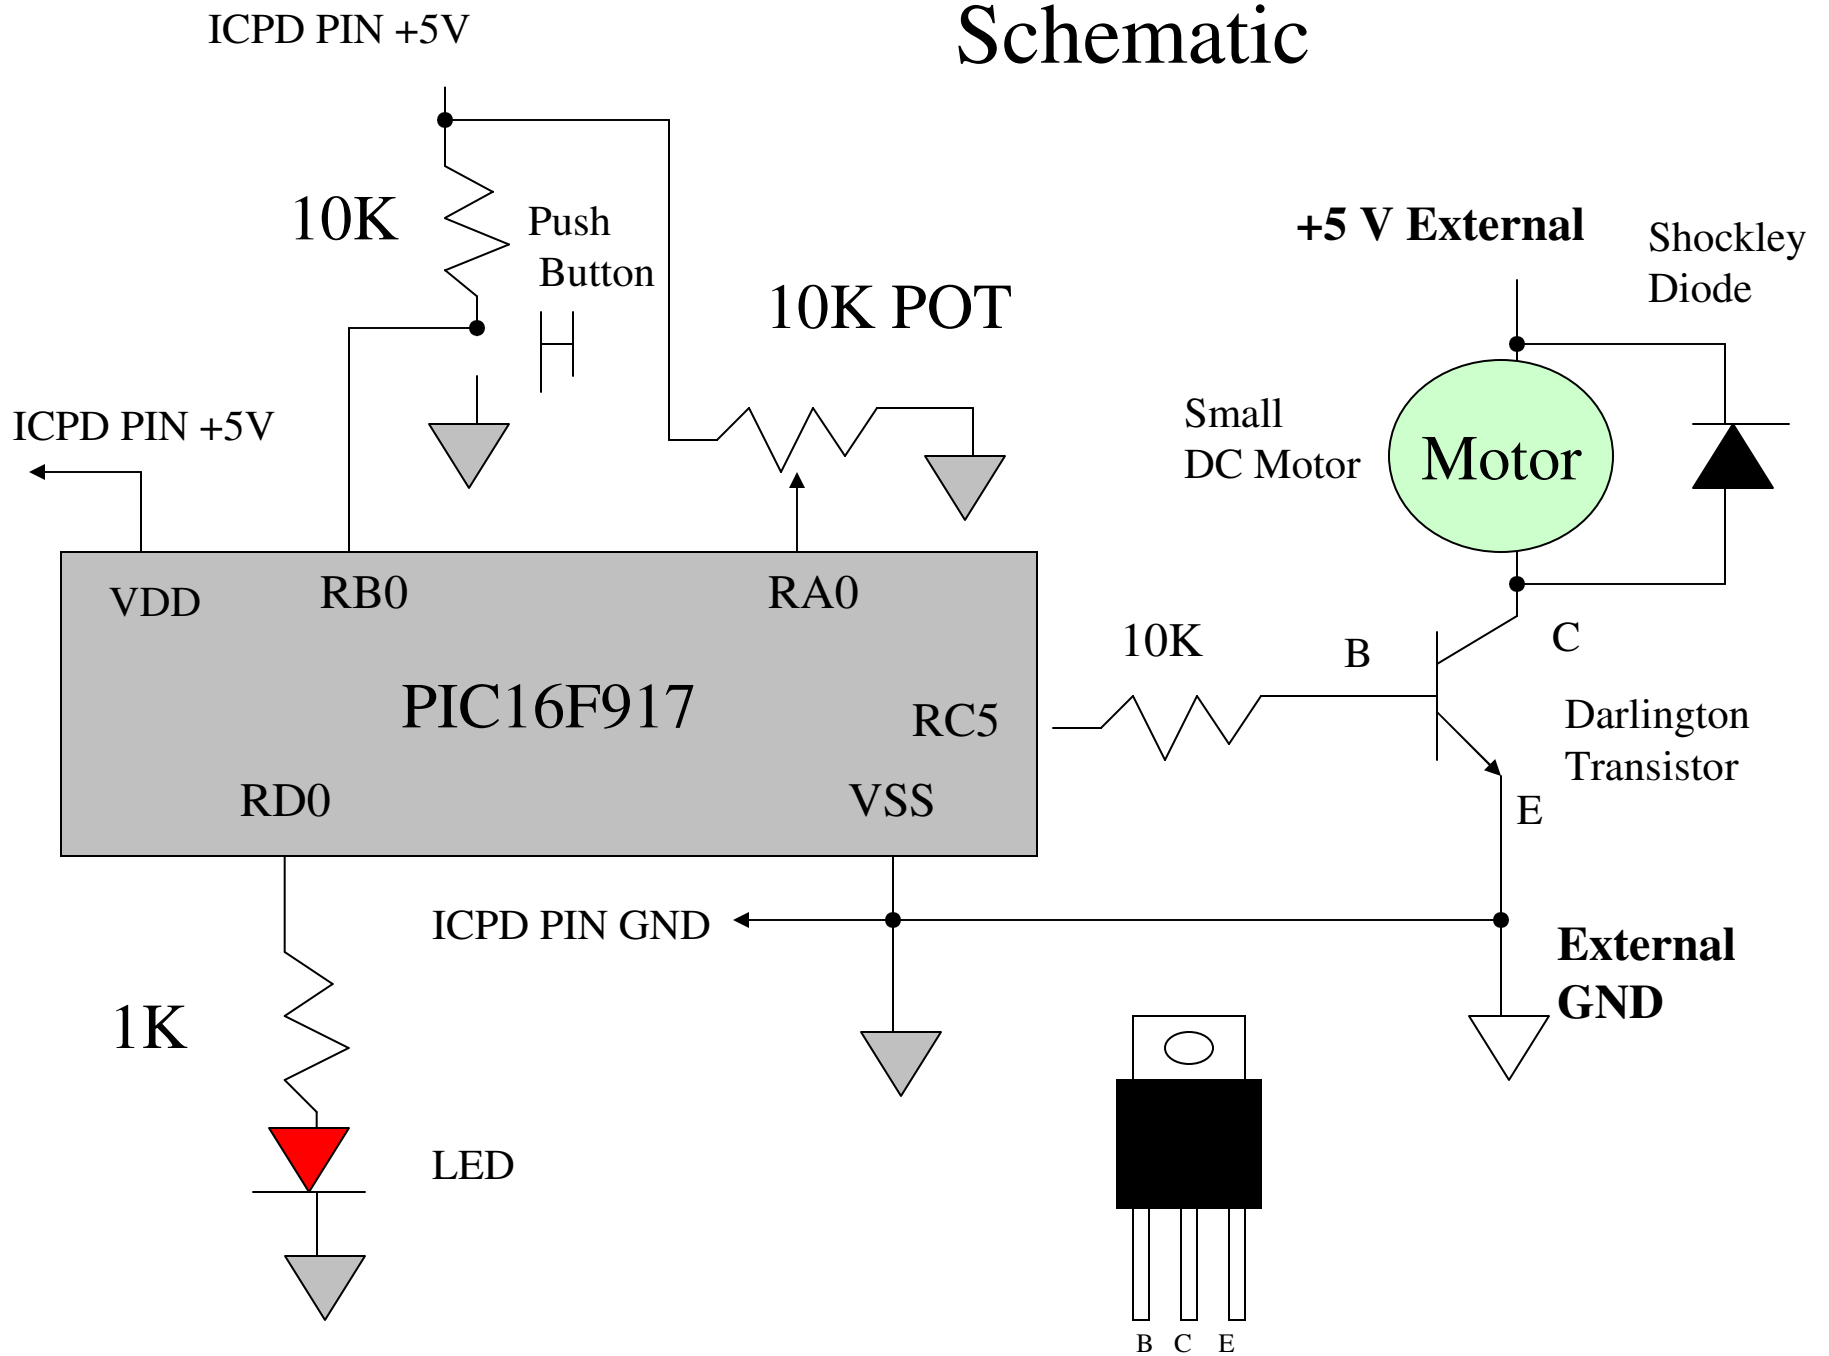 Schematic
ICPD PIN +5V
10K
Push
Button
10K POT
+5 V External
Shockley
Diode
ICPD PIN +5V
Small
DC Motor
Motor
VDD
RB0
RA0
10K
B
C
PIC16F917
RC5
Darlington
Transistor
RD0
VSS
E
ICPD PIN GND
External
GND
1K
LED
B C E